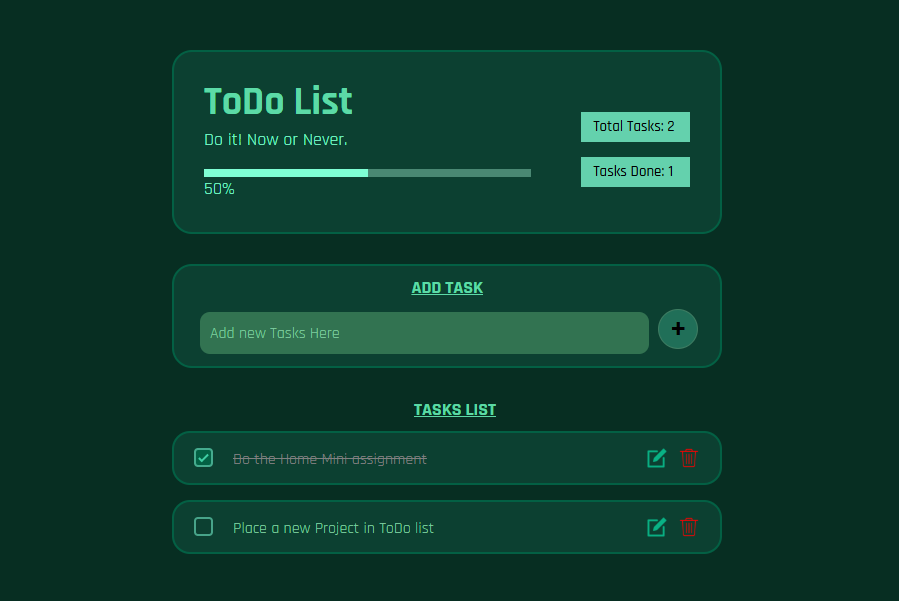 ToDo List
Do it! Now or Never.
50%
Total Tasks: 2
Tasks Done: 1
ADD TASK
Add new Tasks Here
+
TASKS LIST
Do the Home Mini assignment
Place a new Project in ToDo list